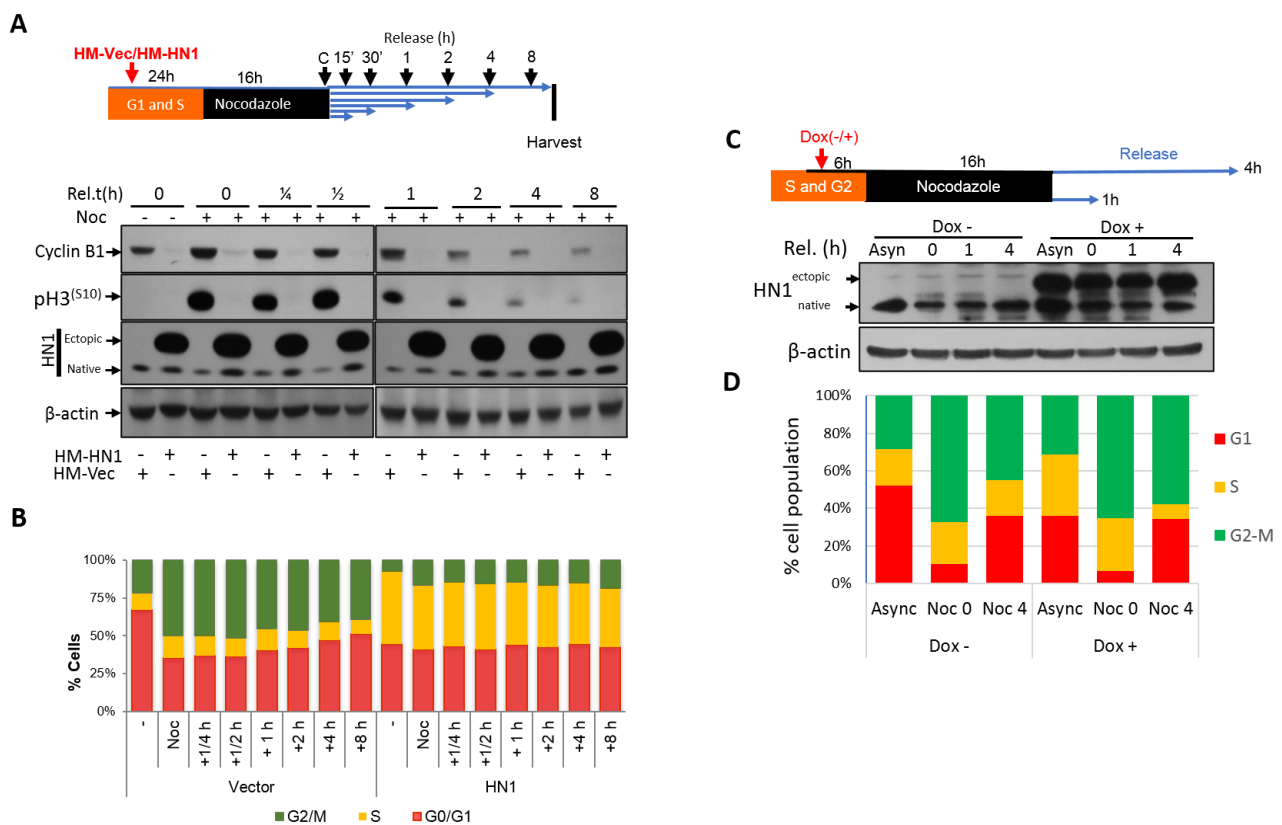 A
HM-Vec/HM-HN1
Release (h)
24h 16h C 15’ 30’ 1 2 4 8
G1 and S Nocodazole
Harvest
Rel.t(h) 0 0 ¼ ½ 1 2 4 8
Noc - - + + + + + + + + + + + + + +
Cyclin B1
pH3(S10)
HN1
Ectopic
Native
β-actin
HM-HN1 - + - + - + - + - + - + - + - +
HM-Vec + - + - + - + - + - + - + - + -
B
% Cells
100%
75%
50%
25%
0%
- Noc +1/4 h +1/2 h + 1 h +2 h +4 h +8 h - Noc +1/4 h +1/2 h + 1 h +2 h +4 h +8 h
Vector HN1
G2/M S G0/G1
C
Dox(-/+)
6h 16h Release
S and G2 Nocodazole 4h
1h
Dox - Dox +
Rel. (h) Asyn 0 1 4 Asyn 0 1 4
HN1 ectopic
native
β-actin
D
% cell population
100%
80%
60%
40%
20%
0%
Async Noc 0 Noc 4 Async Noc 0 Noc 4
Dox - Dox +
G1
S
G2-M